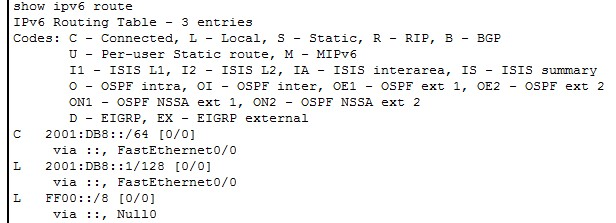 show ipv6 route
IPv6 Routing Table - 3 entries
Codes: C - Connected, L - Local, S - Static, R - RIP, B - BGP
       U - Per-user Static route, M - MIPv6
       I1 - ISIS L1, I2 - ISIS L2, IA - ISIS interarea, IS - ISIS summary
       O - OSPF intra, OI - OSPF inter, OE1 - OSPF ext 1, OE2 - OSPF ext 2
       ON1 - OSPF NSSA ext 1, ON2 - OSPF NSSA ext 2
       D - EIGRP, EX - EIGRP external
C   2001:DB8::/64 [0/0]
     via ::, FastEthernet0/0
L   2001:DB8::1/128 [0/0]
     via ::, FastEthernet0/0
L   FF00::/8 [0/0]
     via ::, Null0